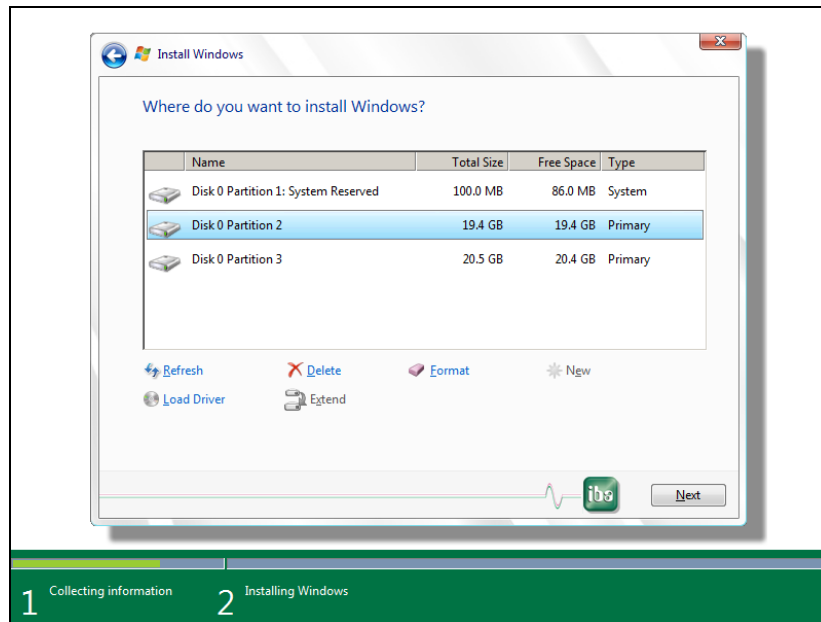 Install Windows
Where do you want to install Windows?
Name Total Size Free Space Type
Disk 0 Partition 1: System Reserved 100.0 MB 86.0 MB System
Disk 0 Partition 2 19.4 GB 19.4 GB Primary
Disk 0 Partition 3 20.5 GB 20.4 GB Primary
Refresh Delete Format New
Load Driver Extend
iba Next
1 Collecting information 2 Installing Windows